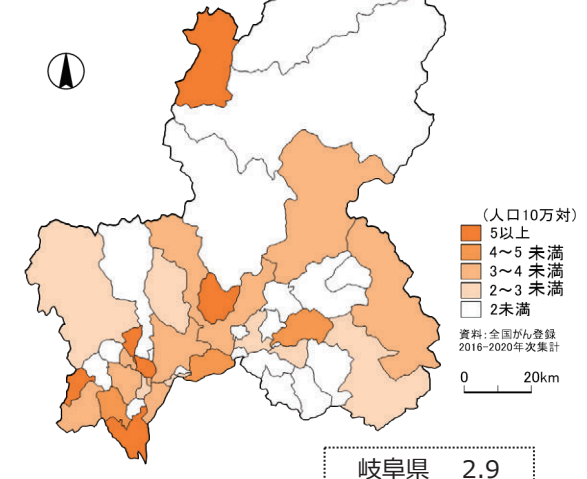 (人口10万対)
5以上
4～5 未満
3～4 未満
2～3 未満
2未満
資料:全国がん登録
2016-2020年次集計
0 20km
岐阜県 2.9